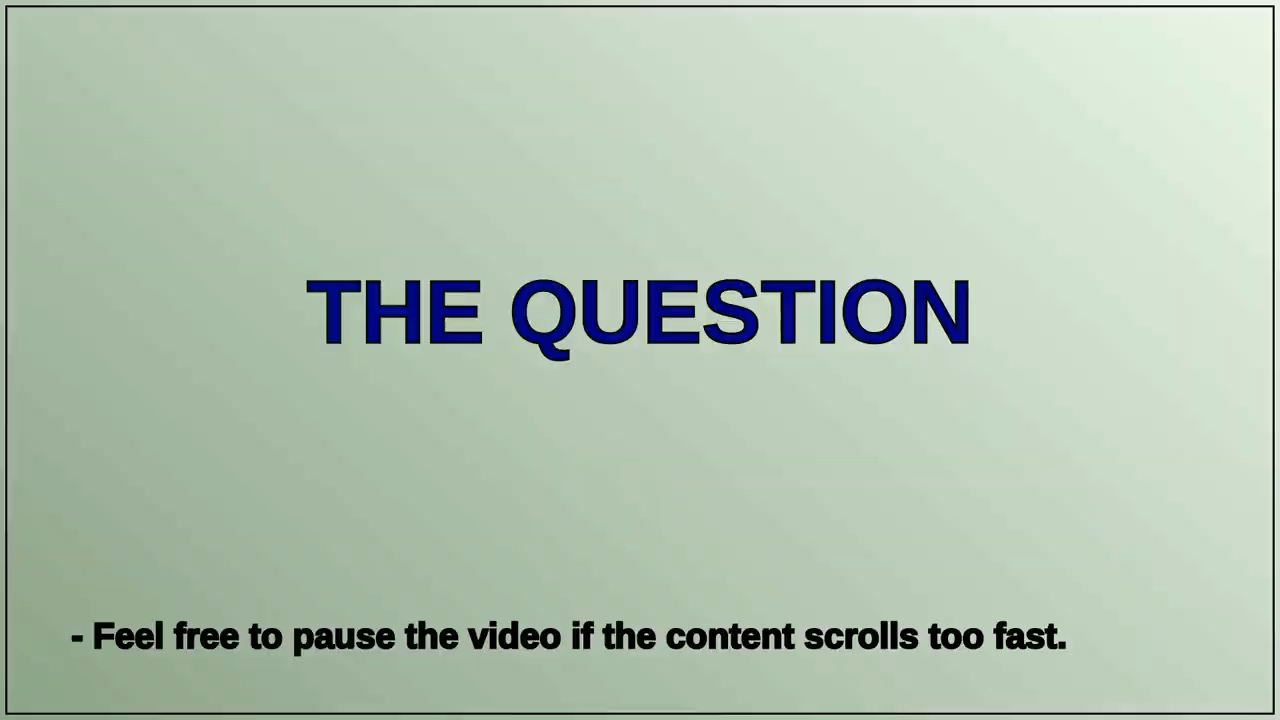 THE QUESTION
- Feel free to pause the video if the content scrolls too fast.